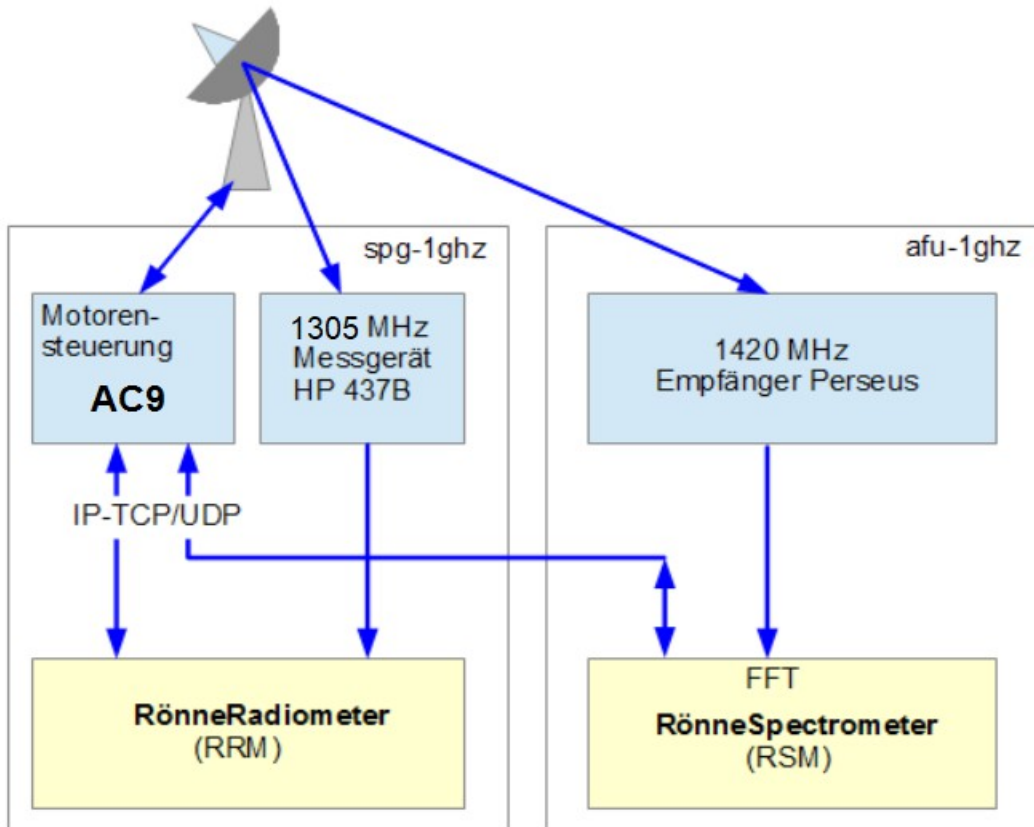 spg-1ghz
afu-1ghz
Motoren-
steuerung
AC9
1305 MHz
Messgerät
HP 437B
1420 MHz
Empfänger Perseus
IP-TCP/UDP
RönneRadiometer
(RRM)
FFT
RönneSpectrometer
(RSM)